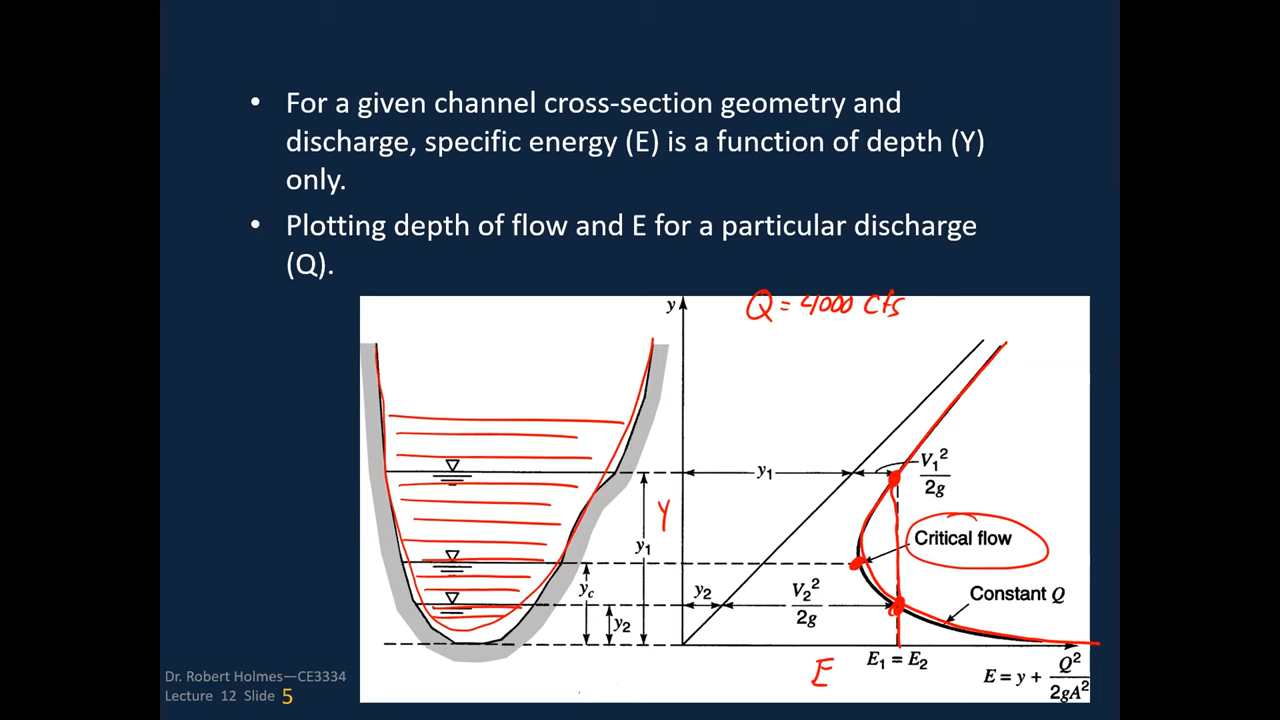 • For a given channel cross-section geometry and
discharge, specific energy (E) is a function of depth (Y)
only.
• Plotting depth of flow and E for a particular discharge
(Q).
y
Q = 4000 cfs
y₁
V₁²
2g
Y
y₁
Critical flow
y_c
y₂
y₂
V₂²
2g
Constant Q
E₁ = E₂
E
E = y + Q²
2gA²
Dr. Robert Holmes—CE3334
Lecture 12 Slide 5